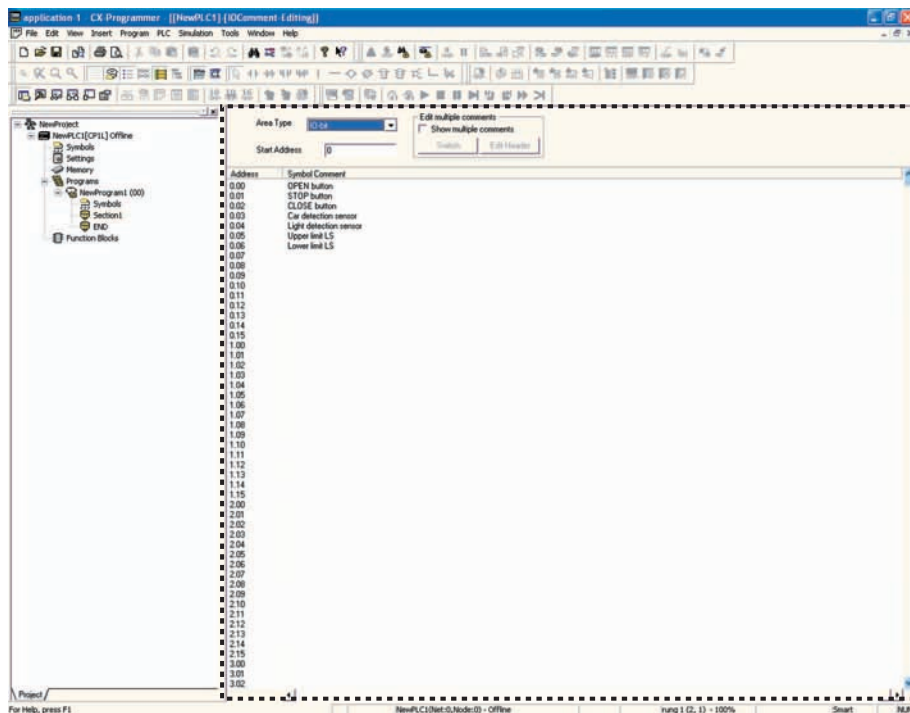 application-1 - CX-Programmer - [[NewPLC1] [IOComment-Editing]]
File Edit View Insert Program PLC Simulation Tools Window Help
NewProject
NewPLC1[CP1L] Offline
Symbols
Settings
Memory
Programs
NewProgram1 (00)
Symbols
Section1
END
Function Blocks
Project
Area Type
IO-bit
Start Address
0
Edit multiple comments
Show multiple comments
Switch
Edit Header
Address Symbol Comment
0.00 OPEN button
0.01 STOP button
0.02 CLOSE button
0.03 Car detection sensor
0.04 Light detection sensor
0.05 Upper limit LS
0.06 Lower limit LS
0.07
0.08
0.09
0.10
0.11
0.12
0.13
0.14
0.15
1.00
1.01
1.02
1.03
1.04
1.05
1.06
1.07
1.08
1.09
1.10
1.11
1.12
1.13
1.14
1.15
2.00
2.01
2.02
2.03
2.04
2.05
2.06
2.07
2.08
2.09
2.10
2.11
2.12
2.13
2.14
2.15
3.00
3.01
3.02
For Help, press F1
NewPLC1(Net:0,Node:0) - Offline
rung 1 (2, 1) - 100%
Smart
NUM